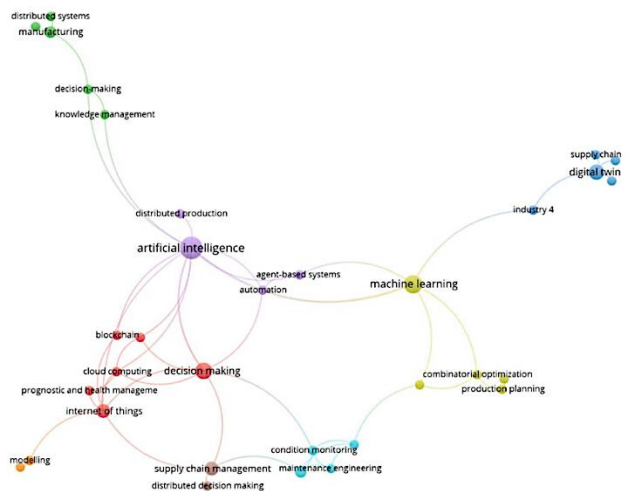 distributed systems
manufacturing
decision-making
knowledge management
supply chain
digital twin
industry 4
distributed production
artificial intelligence
agent-based systems
machine learning
automation
blockchain
cloud computing
decision making
combinatorial optimization
prognostic and health manageme
production planning
internet of things
condition monitoring
modelling
supply chain management
maintenance engineering
distributed decision making